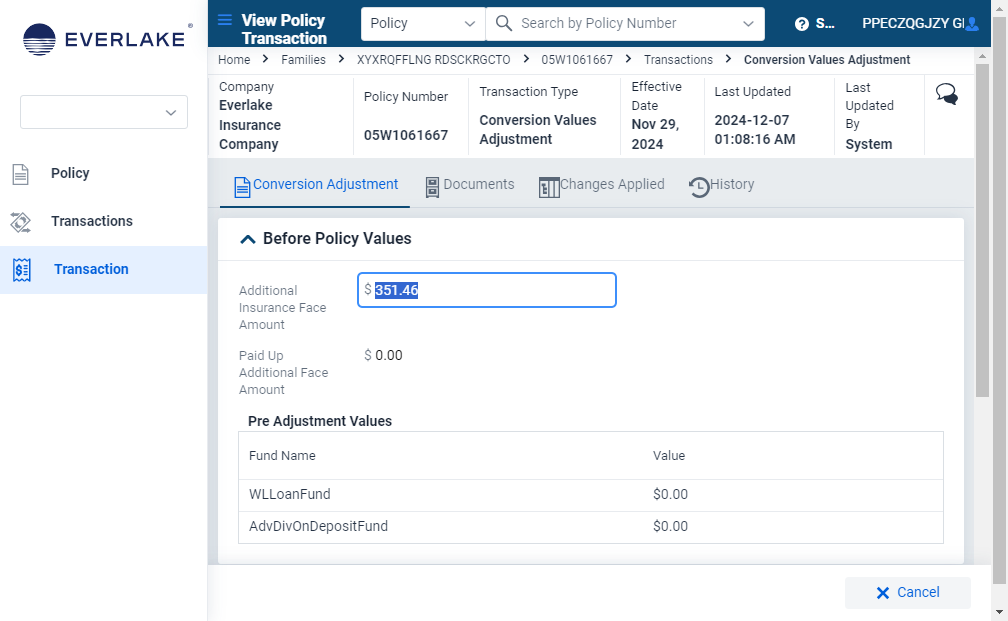 EVERLAKE®
Policy
Transactions
Transaction
View Policy
Transaction
Policy
Search by Policy Number
? S...
PPECZQGJZY G
Home > Families > XYXRQFFLNG RDSCKRGCTO > 05W1061667 > Transactions > Conversion Values Adjustment
Company
Everlake
Insurance
Company
Policy Number
05W1061667
Transaction Type
Conversion Values
Adjustment
Effective
Date
Nov 29,
2024
Last Updated
2024-12-07
01:08:16 AM
Last
Updated
By
System
Conversion Adjustment
Documents
Changes Applied
History
Before Policy Values
Additional
Insurance Face
Amount
$ 351.46
Paid Up
Additional Face
Amount
$ 0.00
Pre Adjustment Values
Fund Name Value
WLLoanFund $0.00
AdvDivOnDepositFund $0.00
Cancel